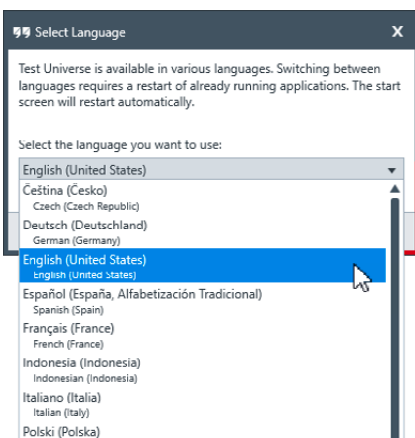 Select Language X
Test Universe is available in various languages. Switching between
languages requires a restart of already running applications. The start
screen will restart automatically.
Select the language you want to use:
English (United States)
Čeština (Česko)
Czech (Czech Republic)
Deutsch (Deutschland)
German (Germany)
English (United States)
English (United States)
Español (España, Alfabetización Tradicional)
Spanish (Spain)
Français (France)
French (France)
Indonesia (Indonesia)
Indonesian (Indonesia)
Italiano (Italia)
Italian (Italy)
Polski (Polska)